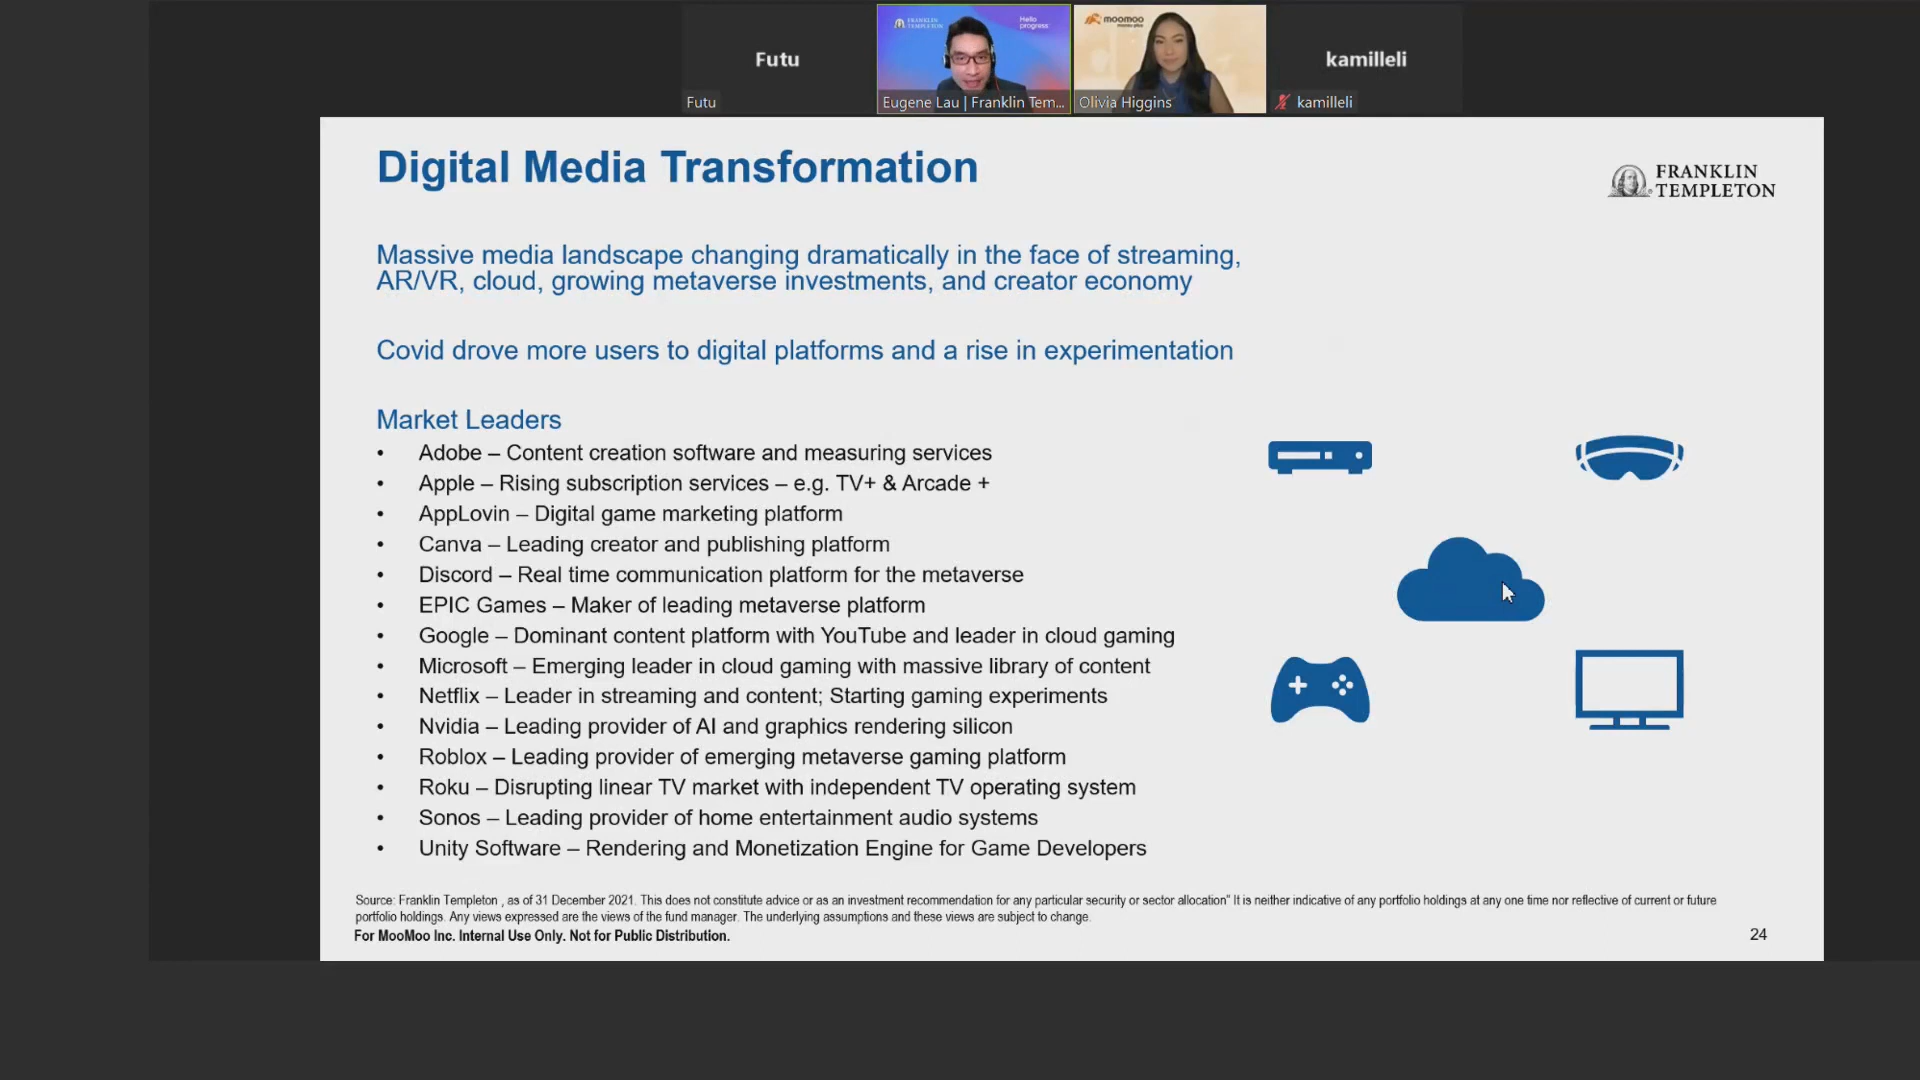 Futu
Futu
FRANKLIN
TEMPLETON
Hello
progress
Eugene Lau | Franklin Tem...
moomoo
Olivia Higgins
kamilleli
kamilleli
Digital Media Transformation
FRANKLIN
TEMPLETON
Massive media landscape changing dramatically in the face of streaming,
AR/VR, cloud, growing metaverse investments, and creator economy
Covid drove more users to digital platforms and a rise in experimentation
Market Leaders
• Adobe – Content creation software and measuring services
• Apple – Rising subscription services – e.g. TV+ & Arcade +
• AppLovin – Digital game marketing platform
• Canva – Leading creator and publishing platform
• Discord – Real time communication platform for the metaverse
• EPIC Games – Maker of leading metaverse platform
• Google – Dominant content platform with YouTube and leader in cloud gaming
• Microsoft – Emerging leader in cloud gaming with massive library of content
• Netflix – Leader in streaming and content; Starting gaming experiments
• Nvidia – Leading provider of AI and graphics rendering silicon
• Roblox – Leading provider of emerging metaverse gaming platform
• Roku – Disrupting linear TV market with independent TV operating system
• Sonos – Leading provider of home entertainment audio systems
• Unity Software – Rendering and Monetization Engine for Game Developers
Source: Franklin Templeton , as of 31 December 2021. This does not constitute advice or as an investment recommendation for any particular security or sector allocation” It is neither indicative of any portfolio holdings at any one time nor reflective of current or future
portfolio holdings. Any views expressed are the views of the fund manager. The underlying assumptions and these views are subject to change.
For MooMoo Inc. Internal Use Only. Not for Public Distribution.
24